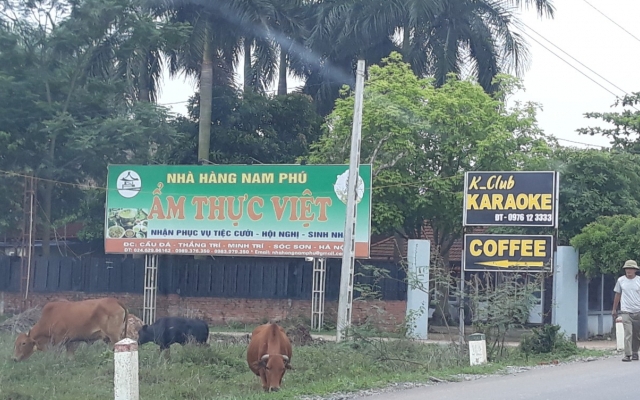 NHÀ HÀNG NAM PHÚ
ẨM THỰC VIỆT
NHẬN PHỤC VỤ TIỆC CƯỚI - HỘI NGHỊ - SINH NH
ĐC: CẦU ĐÁ - THẮNG TRÍ - MINH TRÍ - SÓC SƠN - HÀ N
Email:
K_Club
KARAOKE
ĐT - 0976 12 3333
COFFEE